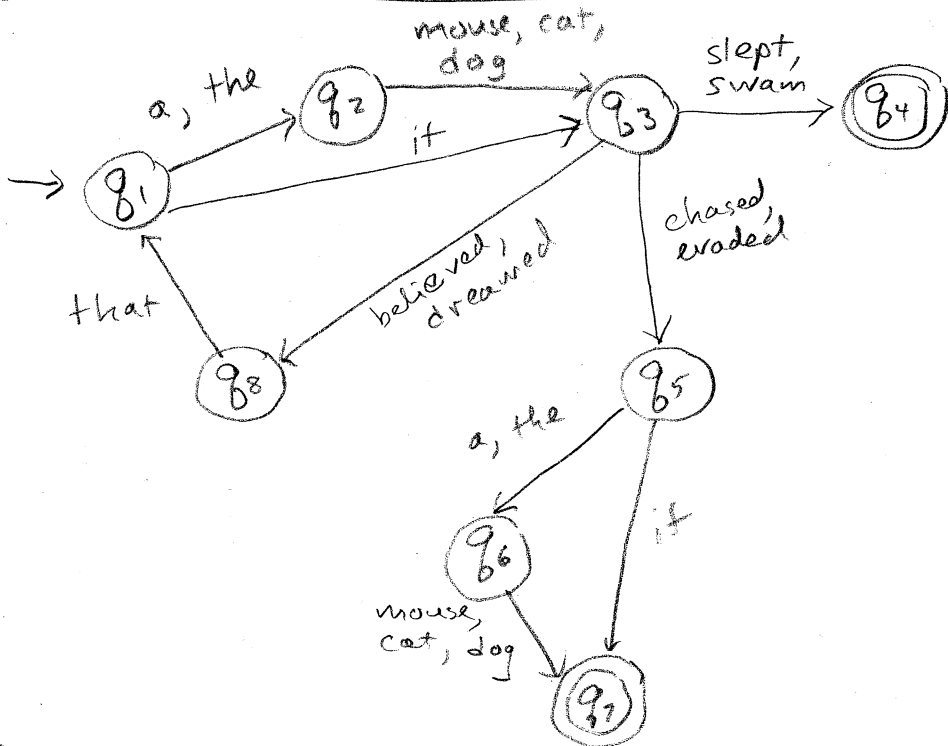 mouse, cat,
dog
slept,
swam
a, the
q2
q3
q4
it
q1
chased,
evaded
believed,
dreamed
that
q8
q5
a, the
it
q6
mouse,
cat, dog
q7